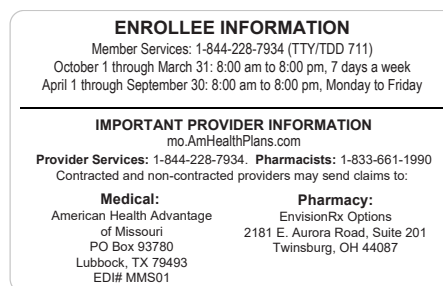 ENROLLEE INFORMATION
Member Services: 1-844-228-7934 (TTY/TDD 711)
October 1 through March 31: 8:00 am to 8:00 pm, 7 days a week
April 1 through September 30: 8:00 am to 8:00 pm, Monday to Friday
IMPORTANT PROVIDER INFORMATION
mo.AmHealthPlans.com
Provider Services: 1-844-228-7934. Pharmacists: 1-833-661-1990
Contracted and non-contracted providers may send claims to:
Medical:
American Health Advantage
of Missouri
PO Box 93780
Lubbock, TX 79493
EDI# MMS01
Pharmacy:
EnvisionRx Options
2181 E. Aurora Road, Suite 201
Twinsburg, OH 44087